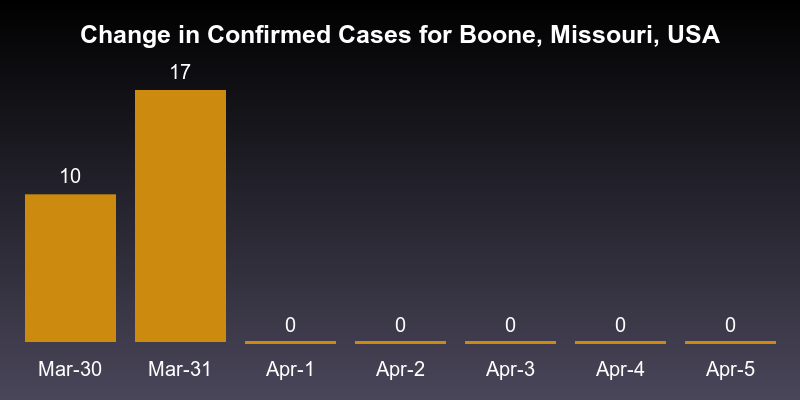 Change in Confirmed Cases for Boone, Missouri, USA
17
10
0 0 0 0 0
Mar-30 Mar-31 Apr-1 Apr-2 Apr-3 Apr-4 Apr-5